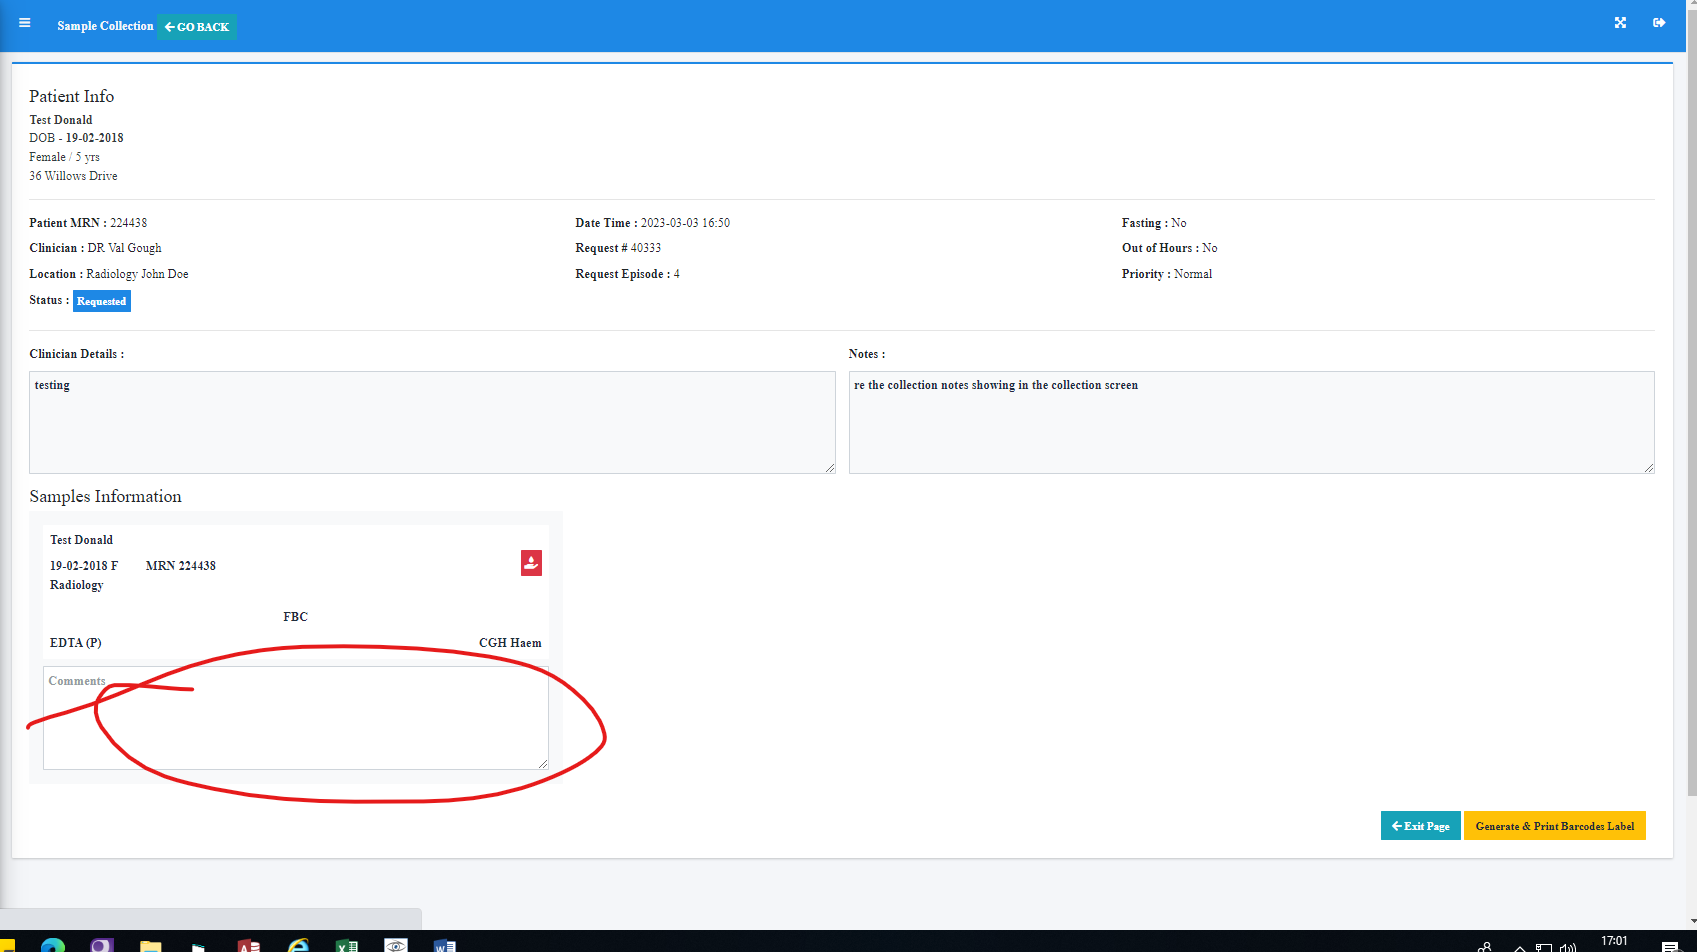 Sample Collection GO BACK
Patient Info
Test Donald
DOB - 19-02-2018
Female / 5 yrs
36 Willows Drive
Patient MRN : 224438 Date Time : 2023-03-03 16:50 Fasting : No
Clinician : DR Val Gough Request # 40333 Out of Hours : No
Location : Radiology John Doe Request Episode : 4 Priority : Normal
Status : Requested
Clinician Details : Notes :
testing re the collection notes showing in the collection screen
Samples Information
Test Donald
19-02-2018 F MRN 224438
Radiology
FBC
EDTA (P) CGH Haem
Comments
Exit Page Generate & Print Barcodes Label
17:01